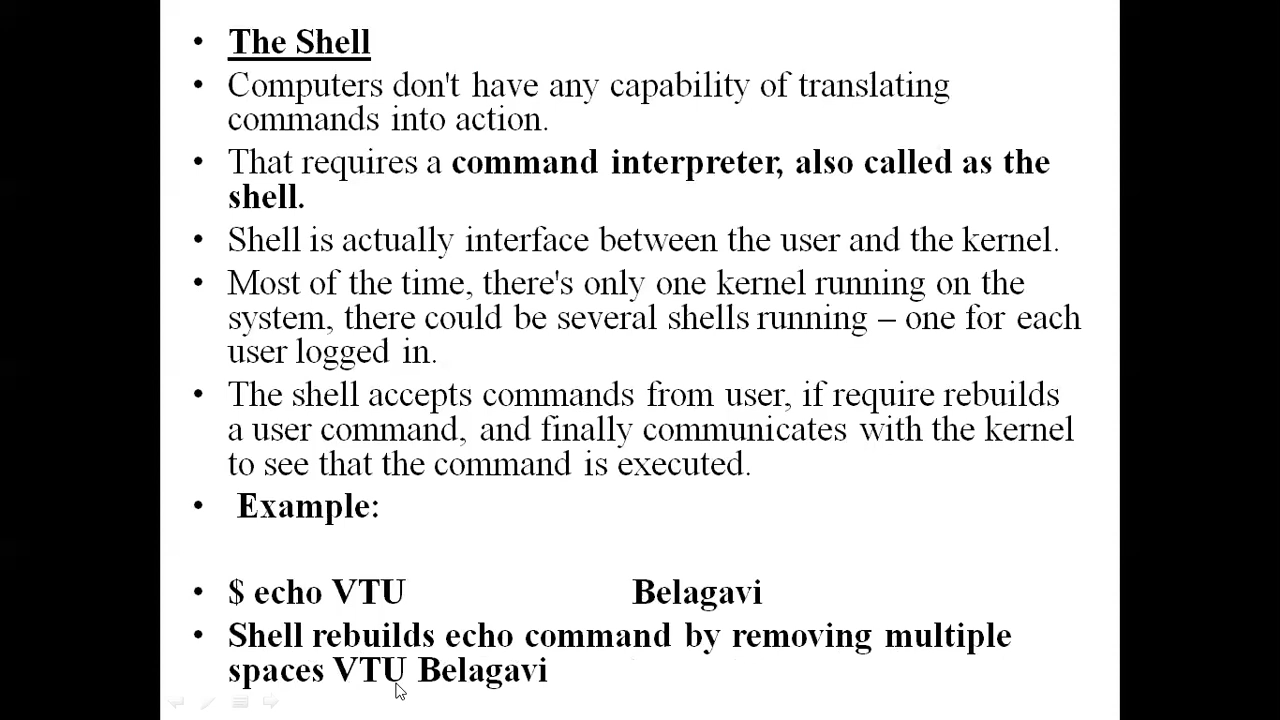 • The Shell
• Computers don't have any capability of translating
commands into action.
• That requires a command interpreter, also called as the
shell.
• Shell is actually interface between the user and the kernel.
• Most of the time, there's only one kernel running on the
system, there could be several shells running – one for each
user logged in.
• The shell accepts commands from user, if require rebuilds
a user command, and finally communicates with the kernel
to see that the command is executed.
• Example:
• $ echo VTU Belagavi
• Shell rebuilds echo command by removing multiple
spaces VTU Belagavi